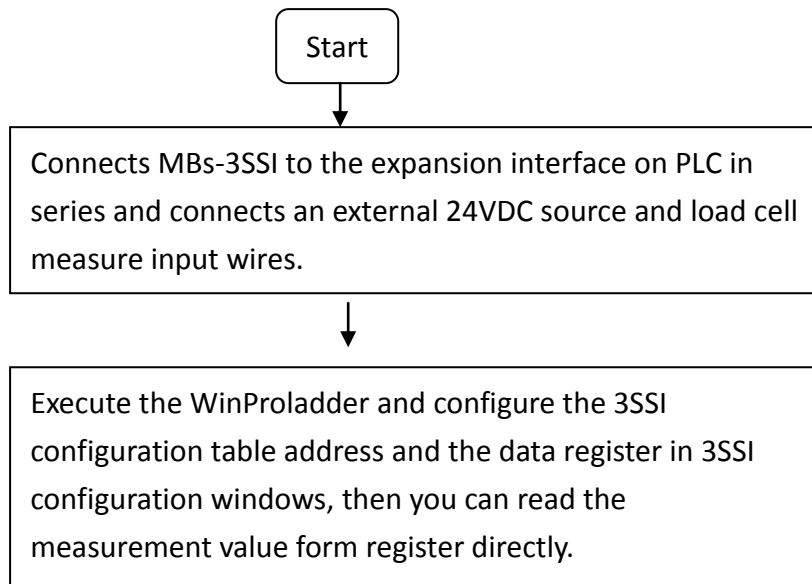 Start
Connects MBs-3SSI to the expansion interface on PLC in
series and connects an external 24VDC source and load cell
measure input wires.
Execute the WinProladder and configure the 3SSI
configuration table address and the data register in 3SSI
configuration windows, then you can read the
measurement value form register directly.